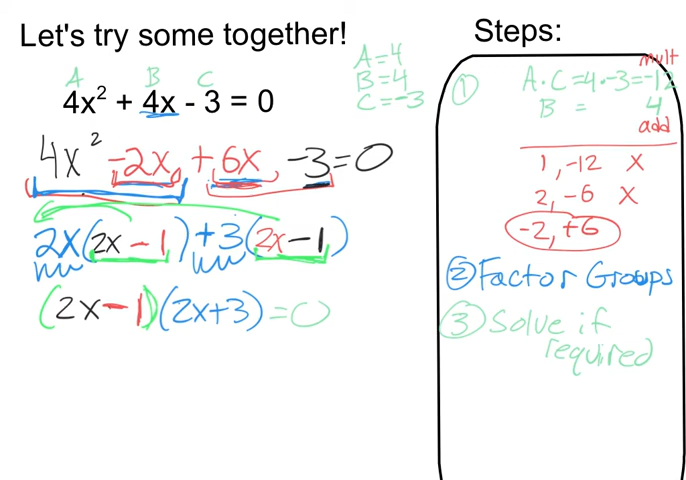 Let's try some together!
A B C
4x² + 4x - 3 = 0
A=4
B=4
C=-3
4x² -2x +6x -3=0
2x(2x-1)+3(2x-1)
(2x-1)(2x+3)=0
Steps:
mult
① A·C=4·-3=-12
B = 4
add
1,-12 X
2,-6 X
-2,+6
② Factor Groups
③ Solve if
required